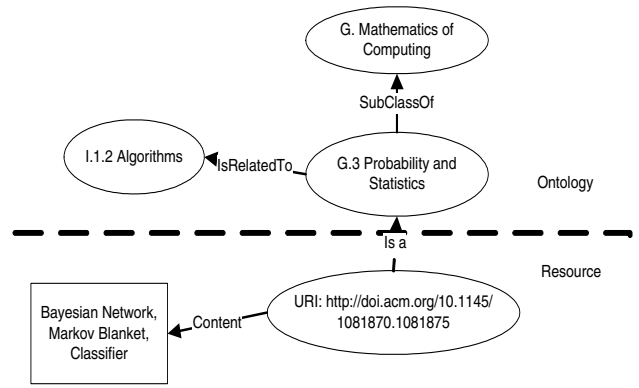 G. Mathematics of
Computing
SubClassOf
I.1.2 Algorithms
IsRelatedTo
G.3 Probability and
Statistics
Ontology
Is a
Resource
URI: http://doi.acm.org/10.1145/
1081870.1081875
Content
Bayesian Network,
Markov Blanket,
Classifier